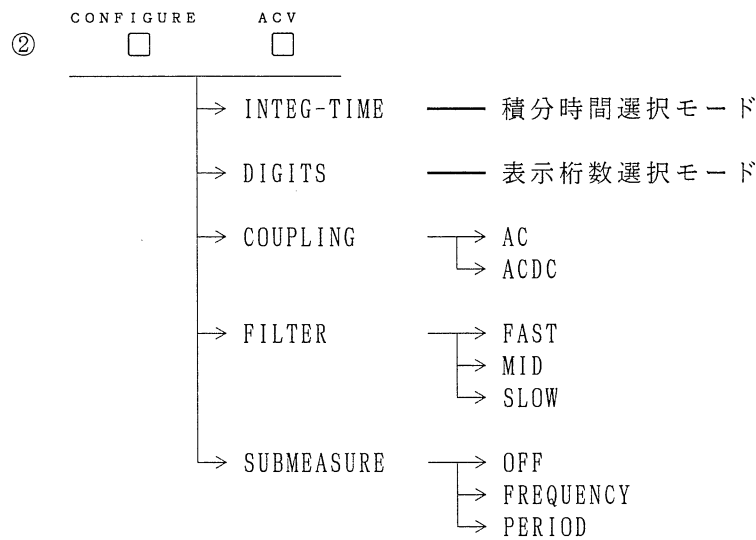 CONFIGURE ACV
②
INTEG-TIME 積分時間選択モード
DIGITS 表示桁数選択モード
COUPLING AC
ACDC
FILTER FAST
MID
SLOW
SUBMEASURE OFF
FREQUENCY
PERIOD